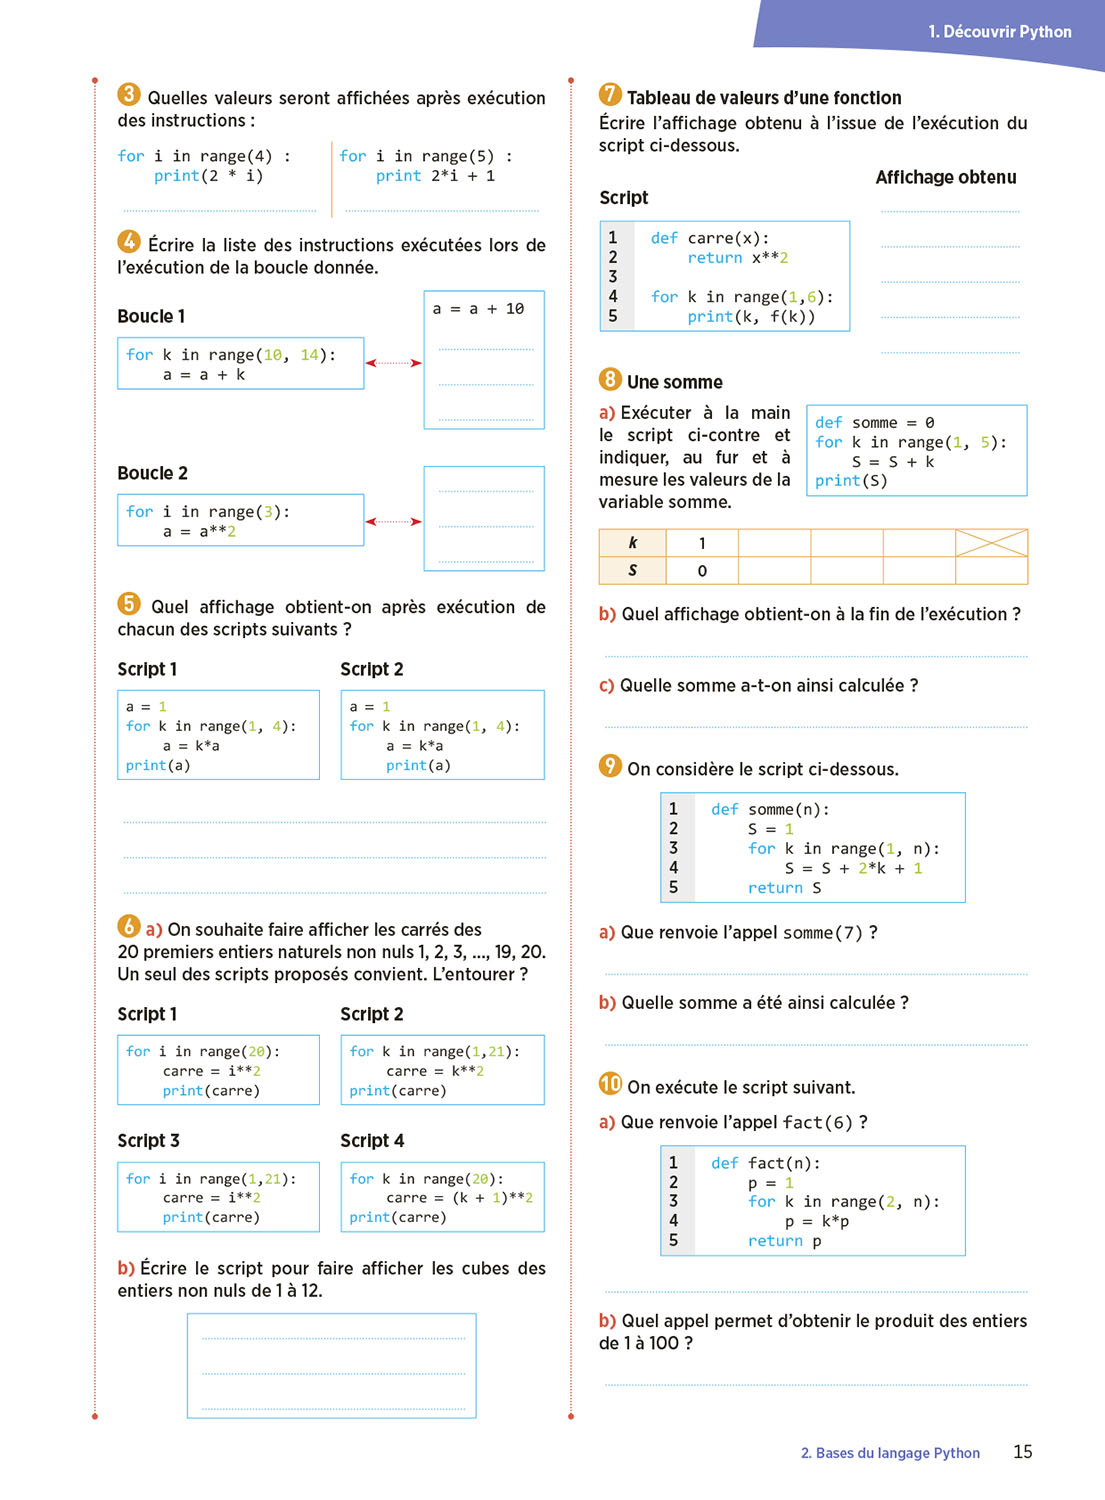 1. Découvrir Python
3 Quelles valeurs seront affichées après exécution
des instructions :
for i in range(4) :
print(2 * i)
for i in range(5) :
print 2*i + 1
4 Écrire la liste des instructions exécutées lors de
l'exécution de la boucle donnée.
Boucle 1
for k in range(10, 14):
a = a + k
a = a + 10
Boucle 2
for i in range(3):
a = a**2
5 Quel affichage obtient-on après exécution de
chacun des scripts suivants ?
Script 1
a = 1
for k in range(1, 4):
a = k*a
print(a)
Script 2
a = 1
for k in range(1, 4):
a = k*a
print(a)
6 a) On souhaite faire afficher les carrés des
20 premiers entiers naturels non nuls 1, 2, 3, ..., 19, 20.
Un seul des scripts proposés convient. L'entourer ?
Script 1
for i in range(20):
carre = i**2
print(carre)
Script 2
for k in range(1,21):
carre = k**2
print(carre)
Script 3
for i in range(1,21):
carre = i**2
print(carre)
Script 4
for k in range(20):
carre = (k + 1)**2
print(carre)
b) Écrire le script pour faire afficher les cubes des
entiers non nuls de 1 à 12.
7 Tableau de valeurs d'une fonction
Écrire l'affichage obtenu à l'issue de l'exécution du
script ci-dessous.
Script
Affichage obtenu
1 def carre(x):
2 return x**2
3
4 for k in range(1,6):
5 print(k, f(k))
8 Une somme
a) Exécuter à la main
le script ci-contre et
indiquer, au fur et à
mesure les valeurs de la
variable somme.
def somme = 0
for k in range(1, 5):
S = S + k
print(S)
k 1
S 0
b) Quel affichage obtient-on à la fin de l'exécution ?
c) Quelle somme a-t-on ainsi calculée ?
9 On considère le script ci-dessous.
1 def somme(n):
2 S = 1
3 for k in range(1, n):
4 S = S + 2*k + 1
5 return S
a) Que renvoie l'appel somme(7) ?
b) Quelle somme a été ainsi calculée ?
10 On exécute le script suivant.
a) Que renvoie l'appel fact(6) ?
1 def fact(n):
2 p = 1
3 for k in range(2, n):
4 p = k*p
5 return p
b) Quel appel permet d'obtenir le produit des entiers
de 1 à 100 ?
2. Bases du langage Python 15